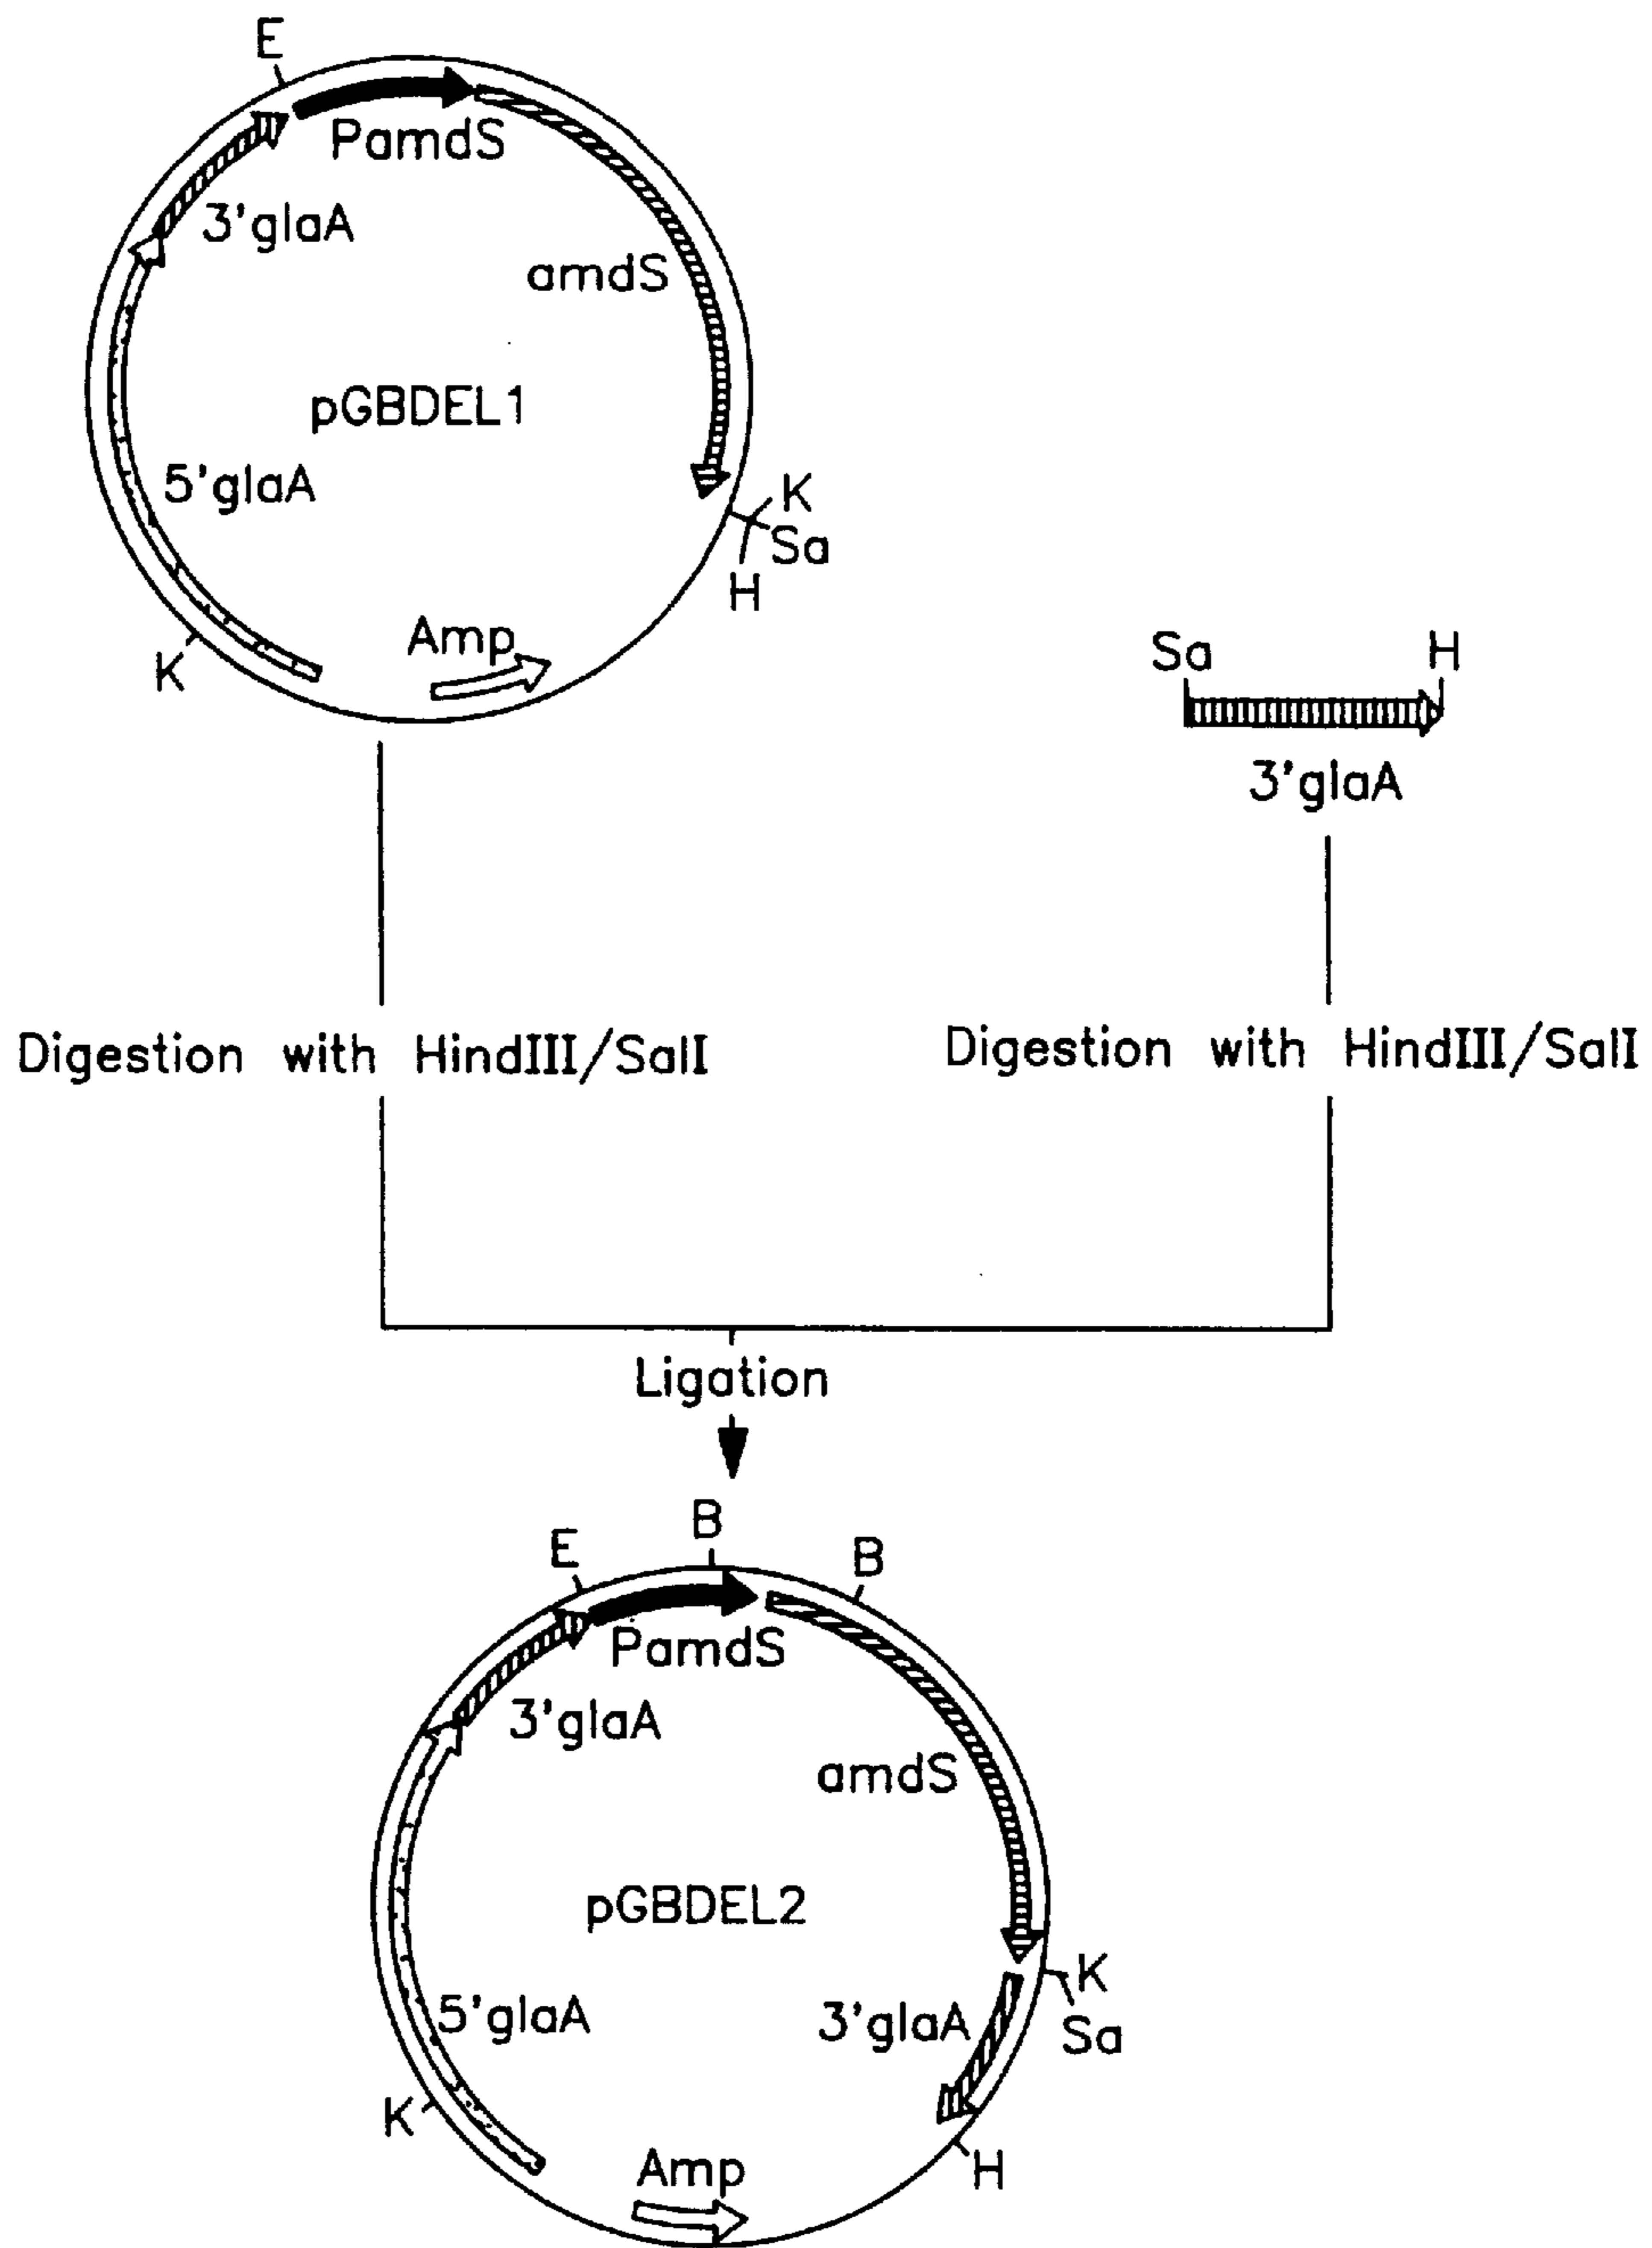 E
PamdS
3'glaA
amdS
pGBDEL1
5'glaA
K
Sa
H
Amp
K
Sa
H
3'glaA
Digestion with HindIII/SalI
Digestion with HindIII/SalI
Ligation
B
E
B
PamdS
3'glaA
amdS
pGBDEL2
K
5'glaA
3'glaA
Sa
K
H
Amp